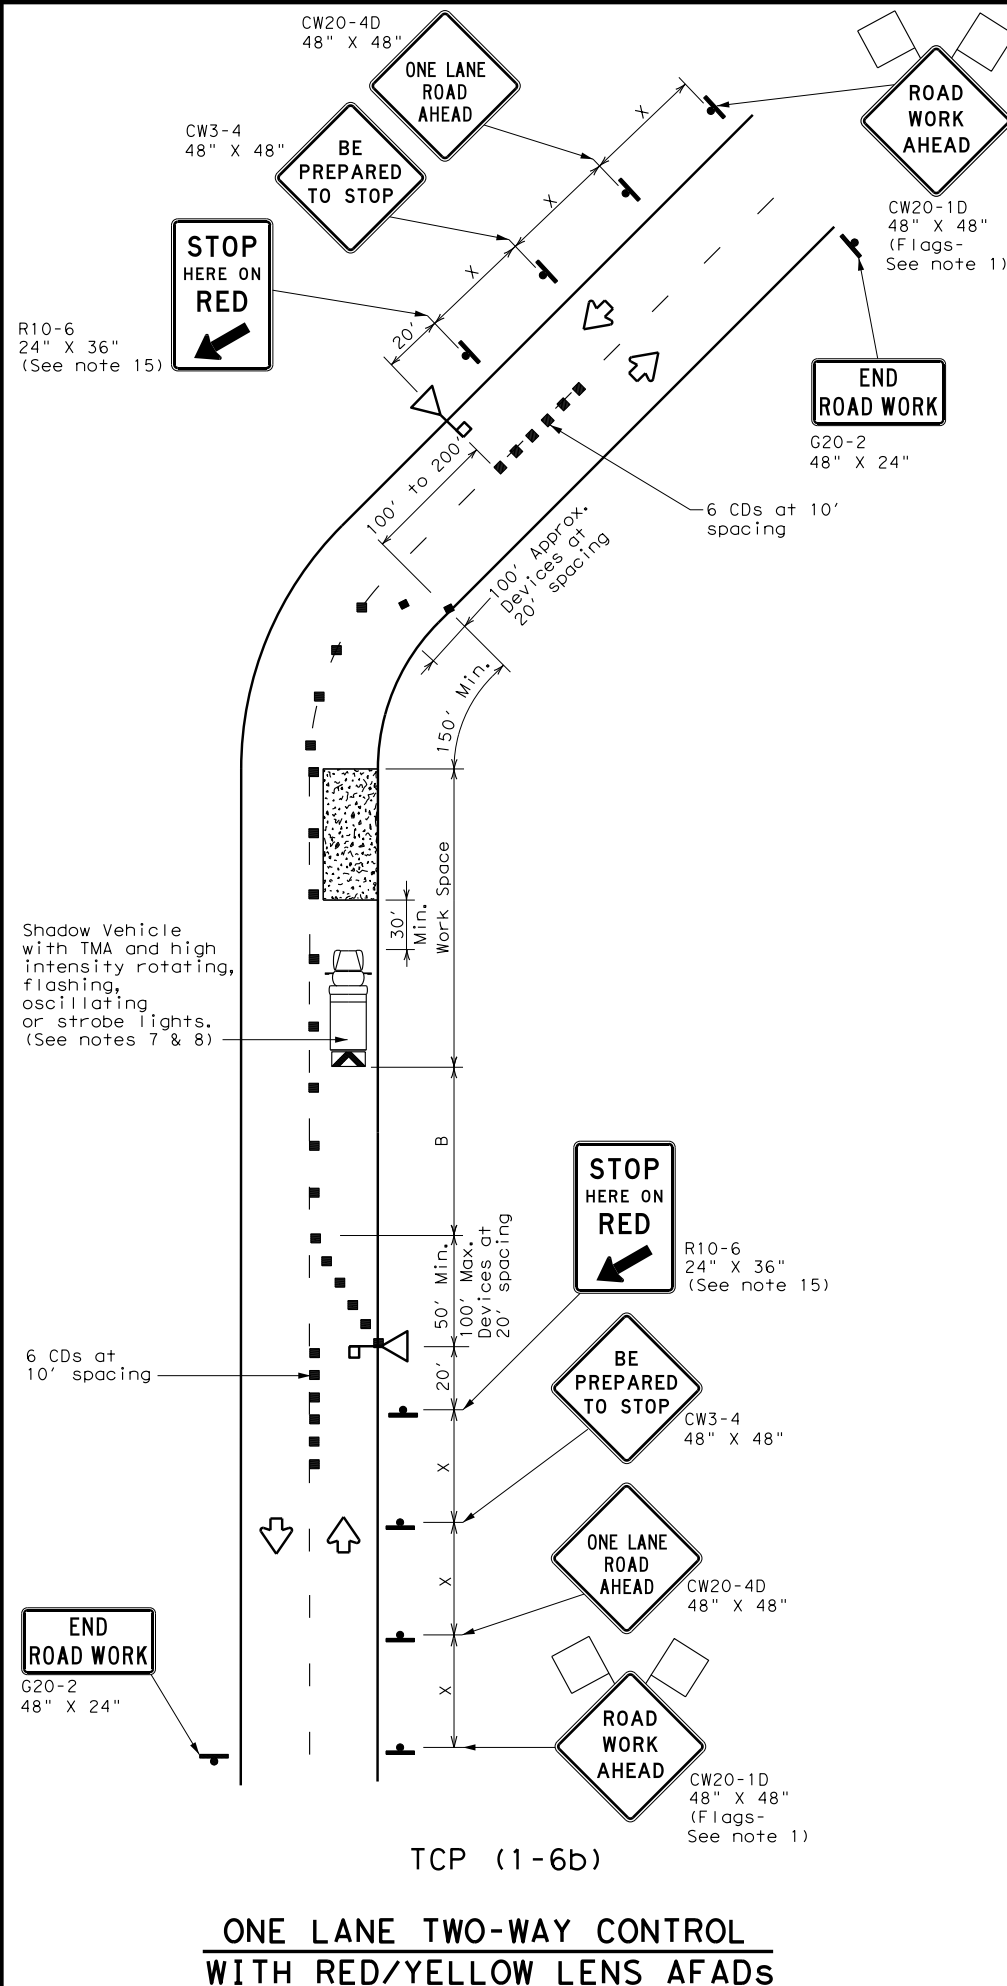 CW20-4D
48" X 48"
ONE LANE
ROAD
AHEAD
CW3-4
48" X 48"
BE
PREPARED
TO STOP
ROAD
WORK
AHEAD
CW20-1D
48" X 48"
(Flags-
See note 1)
STOP
HERE ON
RED
R10-6
24" X 36"
(See note 15)
X
X
X
20'
END
ROAD WORK
G20-2
48" X 24"
6 CDs at 10'
spacing
100' to 200'
100' Approx.
Devices at
20' spacing
150' Min.
Work Space
30'
Min.
Shadow Vehicle
with TMA and high
intensity rotating,
flashing,
oscillating
or strobe lights.
(See notes 7 & 8)
B
50' Min.
100' Max.
Devices at
20' spacing
STOP
HERE ON
RED
R10-6
24" X 36"
(See note 15)
6 CDs at
10' spacing
20'
BE
PREPARED
TO STOP
CW3-4
48" X 48"
X
X
X
ONE LANE
ROAD
AHEAD
CW20-4D
48" X 48"
END
ROAD WORK
G20-2
48" X 24"
ROAD
WORK
AHEAD
CW20-1D
48" X 48"
(Flags-
See note 1)
TCP (1-6b)
ONE LANE TWO-WAY CONTROL
WITH RED/YELLOW LENS AFADs